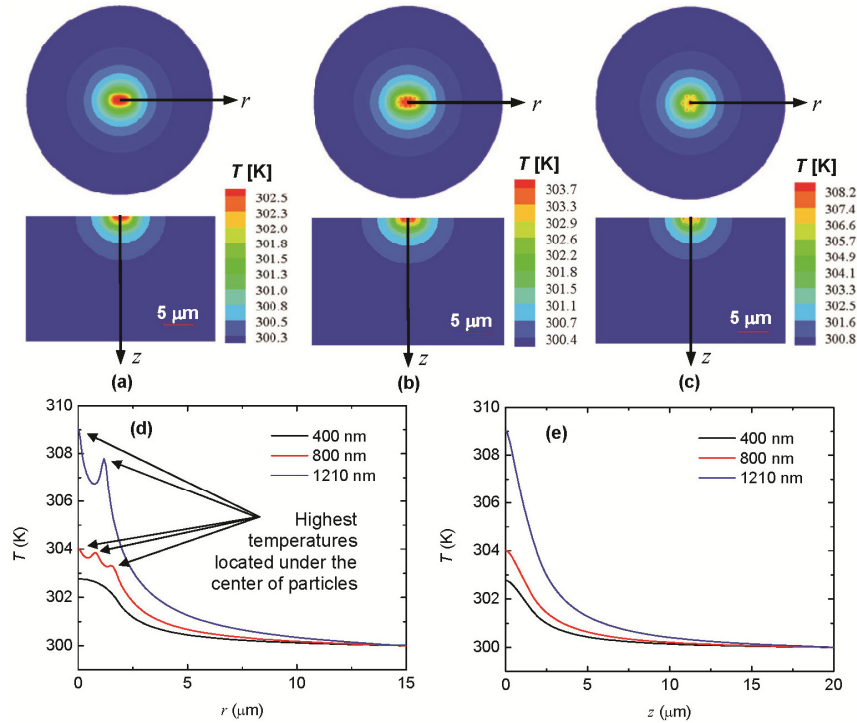 r
r
r
T [K]
302.5
302.3
302.0
301.8
301.5
301.3
301.0
300.8
300.5
300.3
5 µm
z
(a)
T [K]
303.7
303.3
302.9
302.6
302.2
301.8
301.5
301.1
300.7
300.4
5 µm
z
(b)
T [K]
308.2
307.4
306.6
305.7
304.9
304.1
303.3
302.5
301.6
300.8
5 µm
z
(c)
(d)
400 nm
800 nm
1210 nm
Highest
temperatures
located under the
center of particles
T (K)
310
308
306
304
302
300
0
5
10
15
r (µm)
(e)
400 nm
800 nm
1210 nm
T (K)
310
308
306
304
302
300
0
5
10
15
20
z (µm)